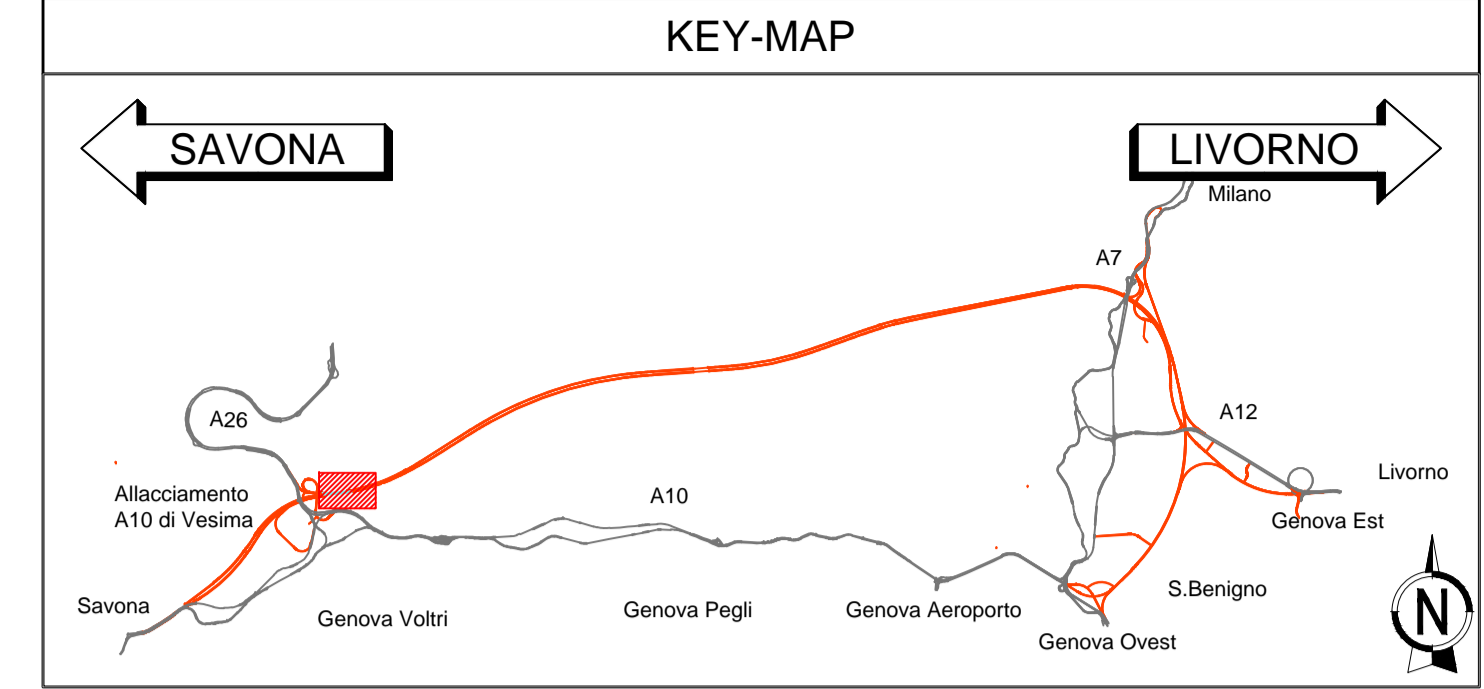 KEY-MAP
SAVONA
LIVORNO
Milano
A7
A26
A12
Allacciamento
A10 di Vesima
A10
Livorno
Genova Est
Savona
Genova Voltri
Genova Pegli
Genova Aeroporto
S.Benigno
Genova Ovest
N